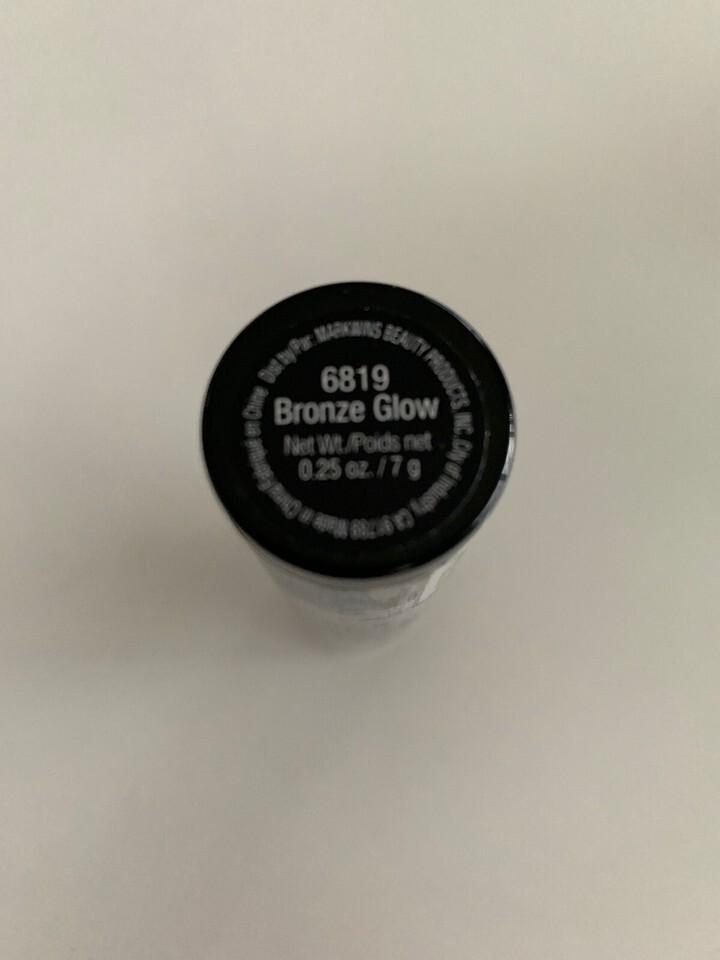 6819
Bronze Glow
Net Wt./Poids net
0.25 oz. / 7 g
Dist by/Par: MARKWINS BEAUTY PRODUCTS, INC. City of Industry, CA 91789 Made in China Fabriqué en Chine